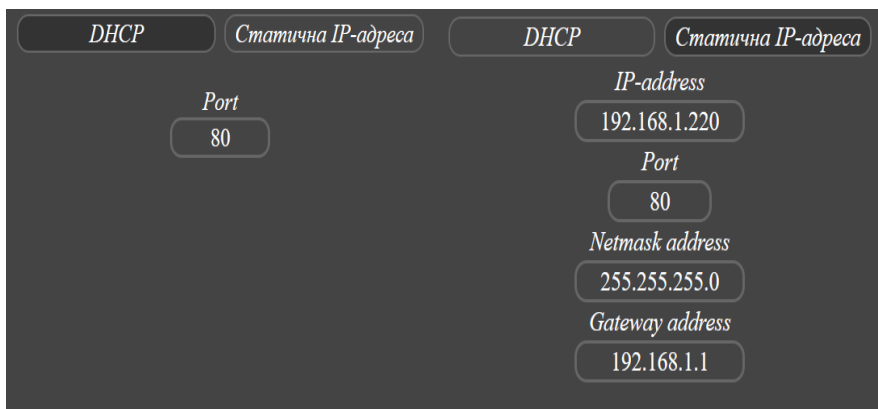 DHCP
Статична IP-адреса
Port
80
DHCP
Статична IP-адреса
IP-address
192.168.1.220
Port
80
Netmask address
255.255.255.0
Gateway address
192.168.1.1